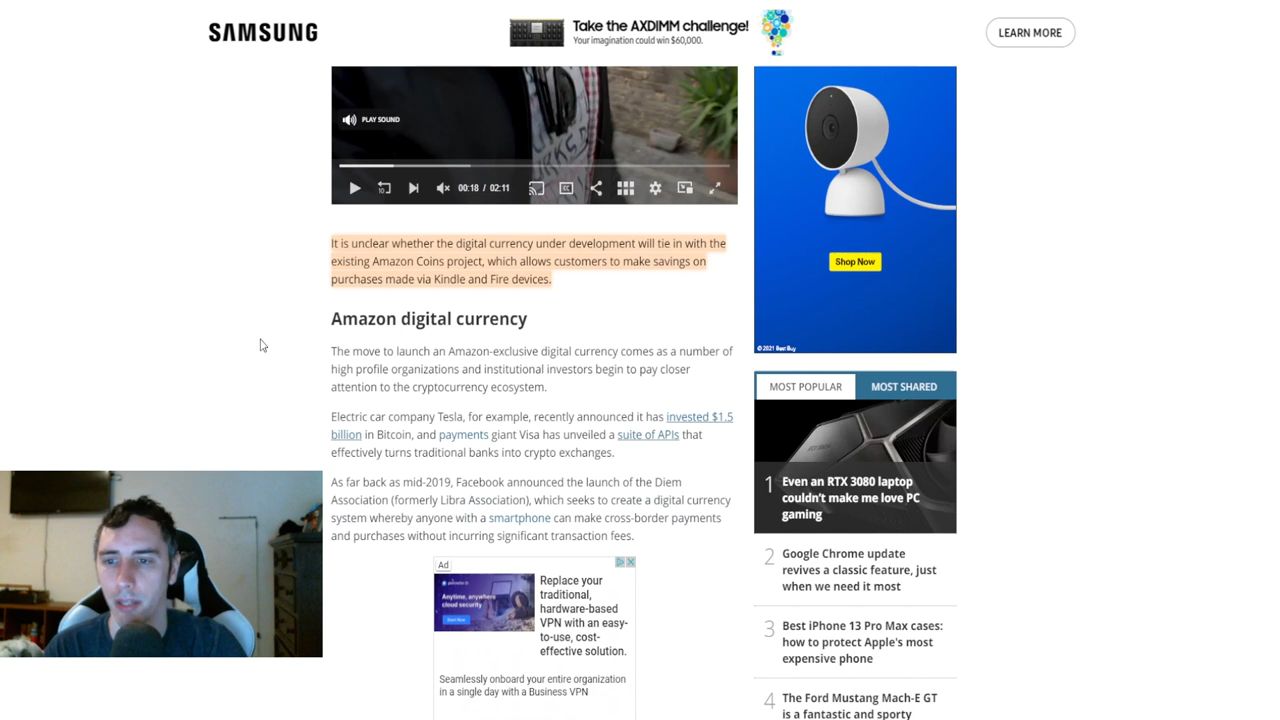 SAMSUNG
Take the AXDIMM challenge!
Your imagination could win $60,000.
LEARN MORE
PLAY SOUND
10
00:18 / 02:11
CC
It is unclear whether the digital currency under development will tie in with the
existing Amazon Coins project, which allows customers to make savings on
purchases made via Kindle and Fire devices.
Amazon digital currency
The move to launch an Amazon-exclusive digital currency comes as a number of
high profile organizations and institutional investors begin to pay closer
attention to the cryptocurrency ecosystem.
Electric car company Tesla, for example, recently announced it has invested $1.5
billion in Bitcoin, and payments giant Visa has unveiled a suite of APIs that
effectively turns traditional banks into crypto exchanges.
As far back as mid-2019, Facebook announced the launch of the Diem
Association (formerly Libra Association), which seeks to create a digital currency
system whereby anyone with a smartphone can make cross-border payments
and purchases without incurring significant transaction fees.
Ad
Anytime, anywhere
cloud security
Replace your
traditional,
hardware-based
VPN with an easy-
to-use, cost-
effective solution.
Seamlessly onboard your entire organization
in a single day with a Business VPN
Shop Now
© 2021 Best Buy
MOST POPULAR
MOST SHARED
1 Even an RTX 3080 laptop
couldn't make me love PC
gaming
2 Google Chrome update
revives a classic feature, just
when we need it most
3 Best iPhone 13 Pro Max cases:
how to protect Apple's most
expensive phone
4 The Ford Mustang Mach-E GT
is a fantastic and sporty